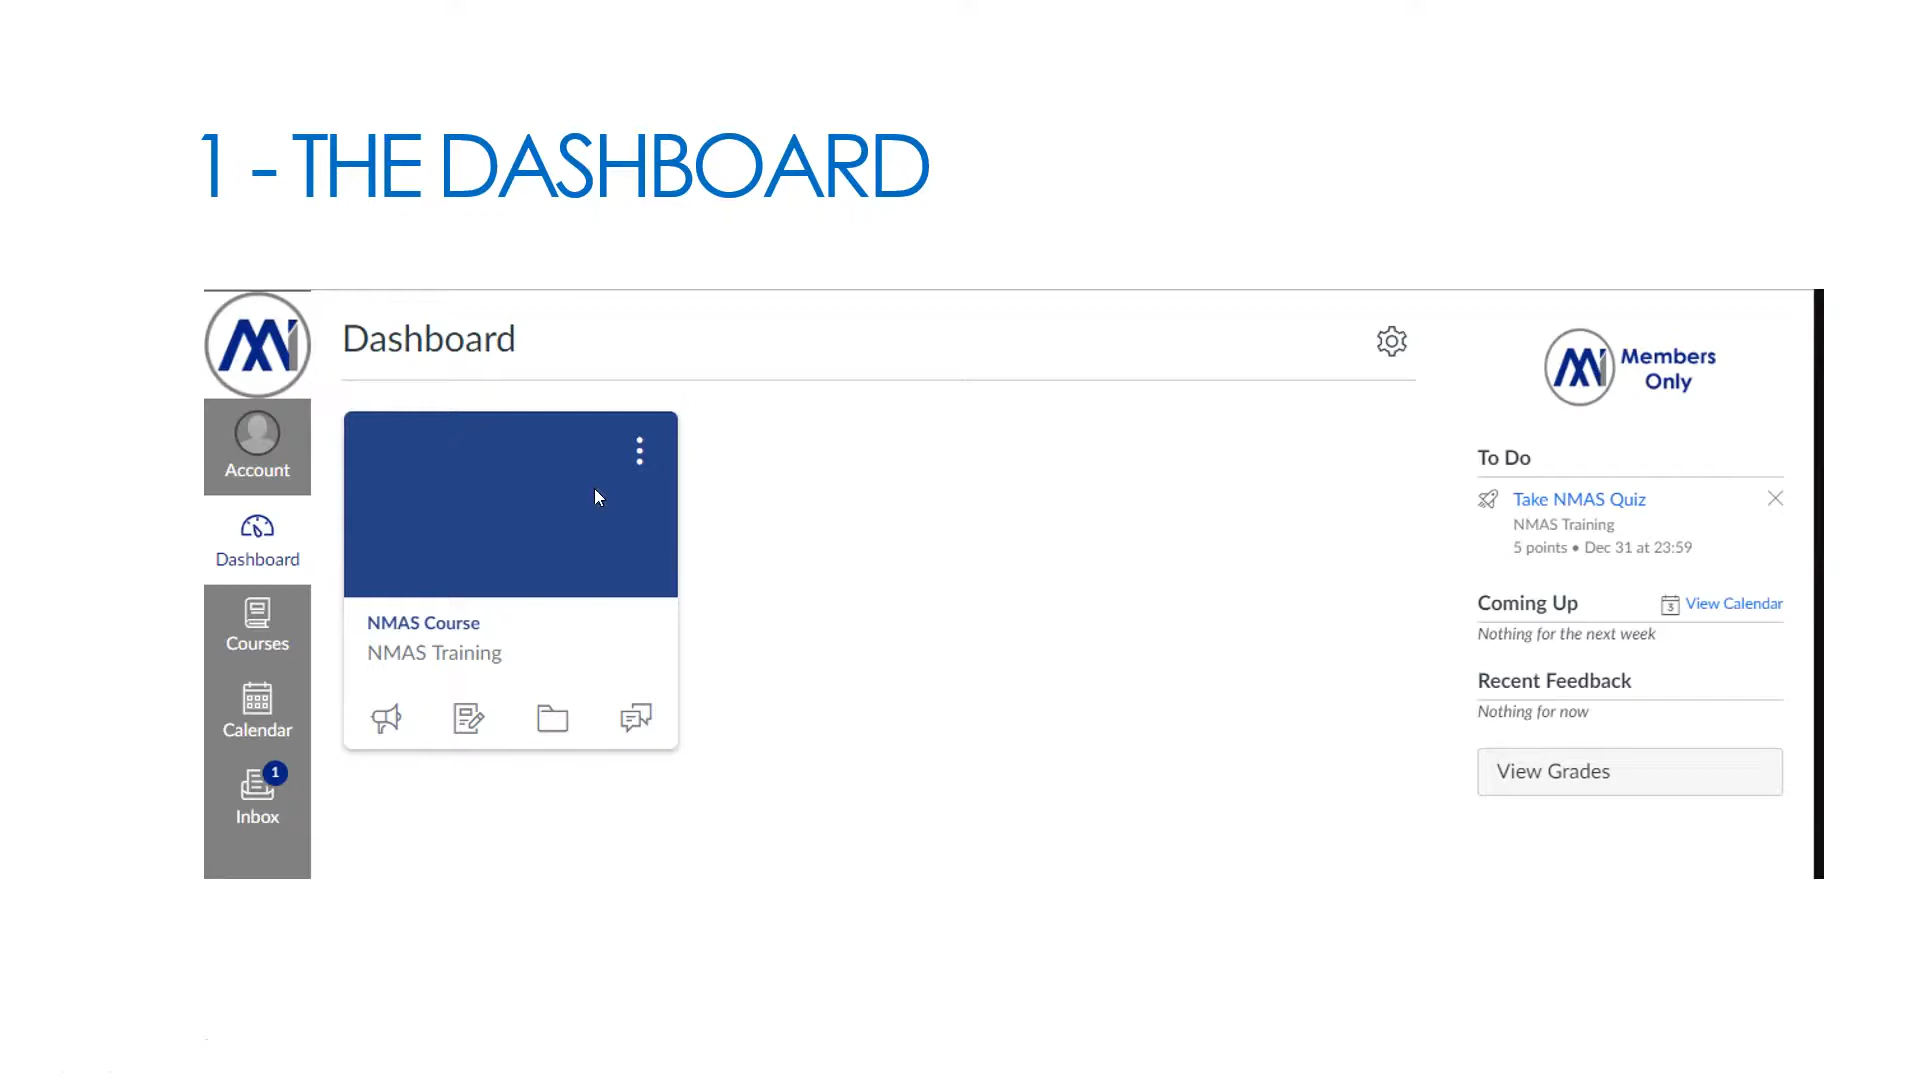 1 - THE DASHBOARD
Dashboard
Members
Only
Account
Dashboard
Courses
Calendar
1
Inbox
NMAS Course
NMAS Training
To Do
Take NMAS Quiz
NMAS Training
5 points • Dec 31 at 23:59
Coming Up
3 View Calendar
Nothing for the next week
Recent Feedback
Nothing for now
View Grades